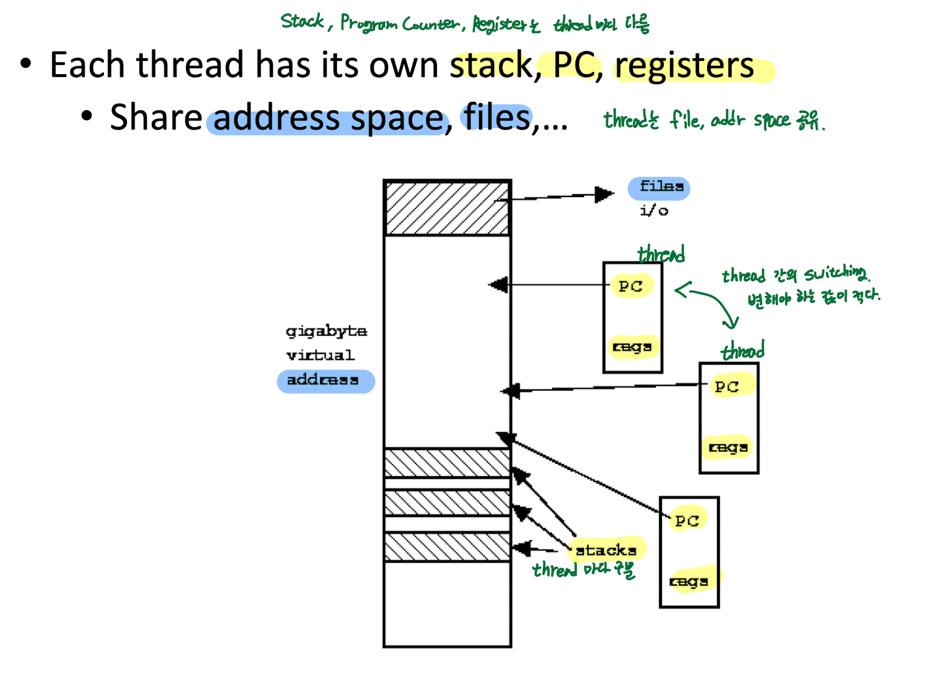 Stack, Program Counter, Register는 thread마다 다름
• Each thread has its own stack, PC, registers
• Share address space, files,...
thread는 file, addr space 공유.
files
i/o
thread
PC
regs
thread 간의 switching.
변해야 하는 값이 적다.
gigabyte
virtual
address
thread
PC
regs
PC
regs
stacks
thread 마다 구분